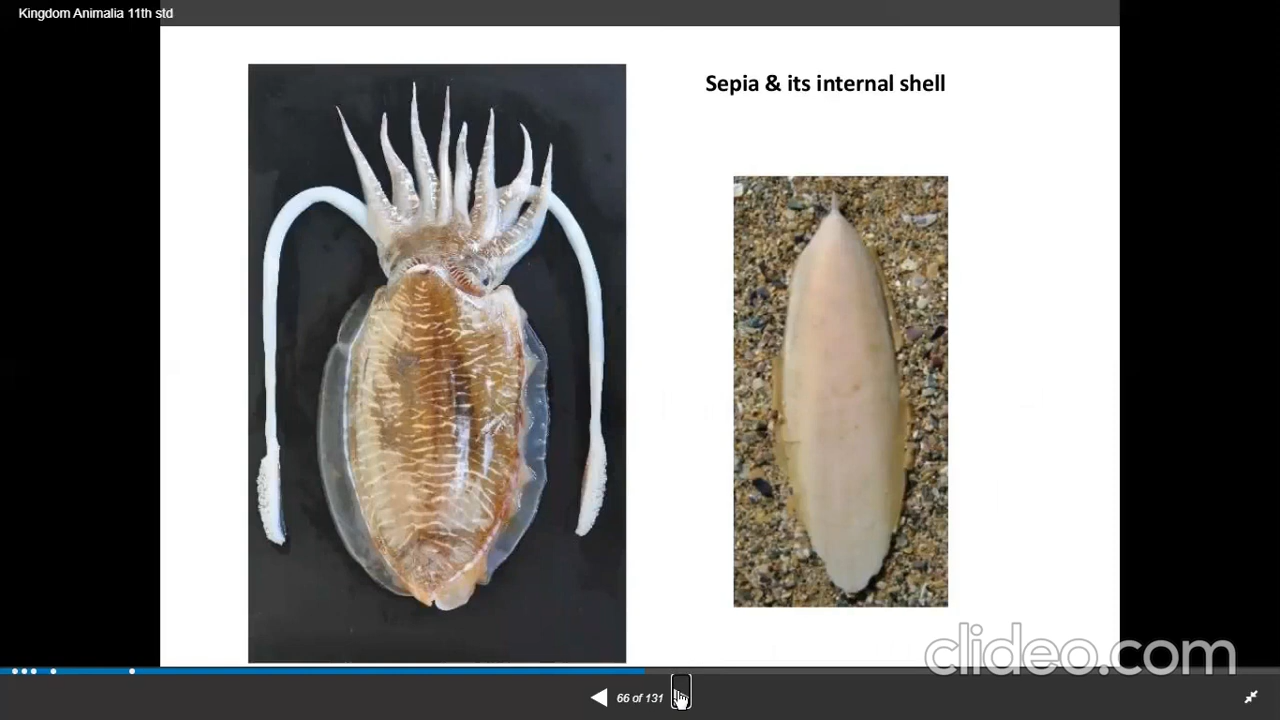 Kingdom Animalia 11th std
Sepia & its internal shell
clideo.com
66 of 131